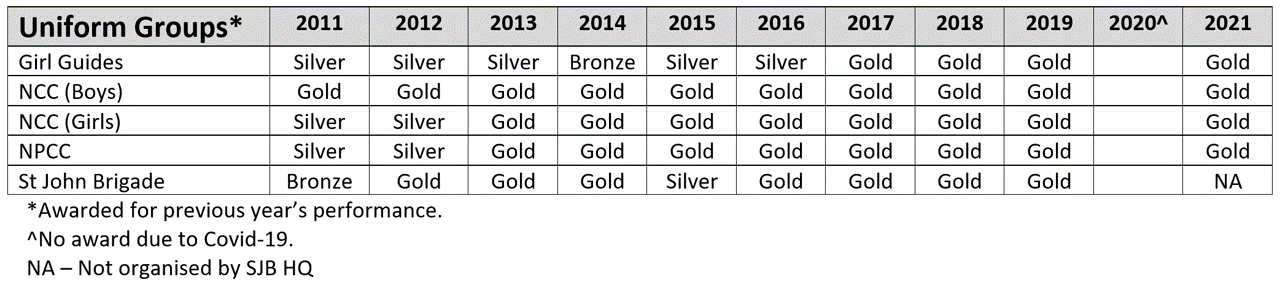 Uniform Groups* 2011 2012 2013 2014 2015 2016 2017 2018 2019 2020^ 2021
Girl Guides Silver Silver Silver Bronze Silver Silver Gold Gold Gold Gold
NCC (Boys) Gold Gold Gold Gold Gold Gold Gold Gold Gold Gold
NCC (Girls) Silver Silver Gold Gold Gold Gold Gold Gold Gold Gold
NPCC Silver Silver Gold Gold Gold Gold Gold Gold Gold Gold
St John Brigade Bronze Gold Gold Gold Silver Gold Gold Gold Gold NA
*Awarded for previous year’s performance.
^No award due to Covid-19.
NA – Not organised by SJB HQ